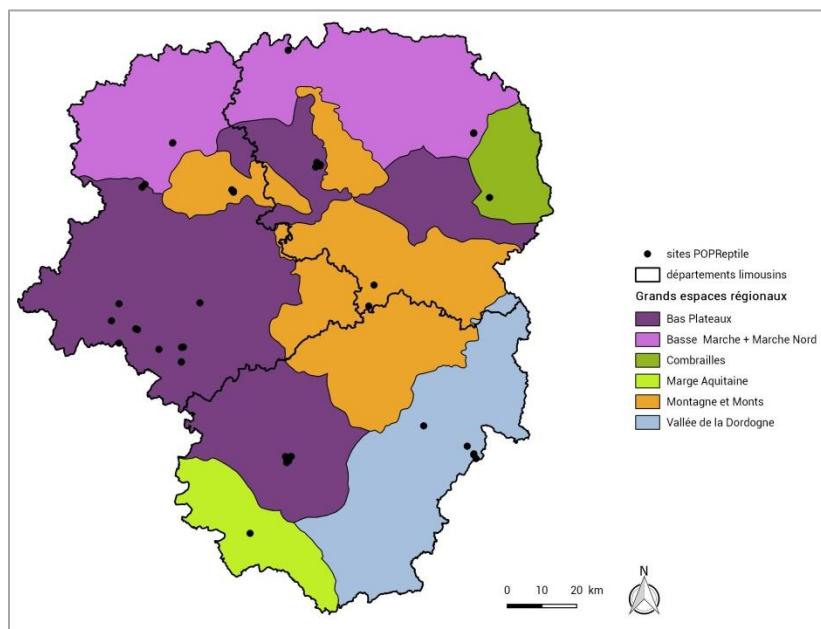 sites POPReptile
départements limousins
Grands espaces régionaux
Bas Plateaux
Basse Marche + Marche Nord
Combrailles
Marge Aquitaine
Montagne et Monts
Vallée de la Dordogne
0 10 20 km
N